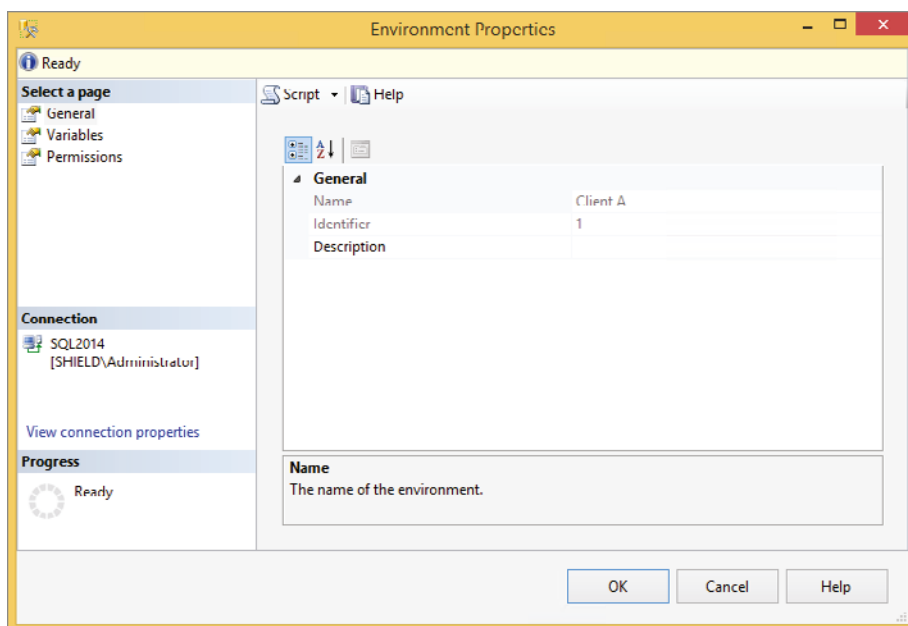 Environment Properties
Ready
Select a page
General
Variables
Permissions
Connection
SQL2014
[SHIELD\Administrator]
View connection properties
Progress
Ready
Script Help
General
Name Client A
Identifier 1
Description
Name
The name of the environment.
OK Cancel Help